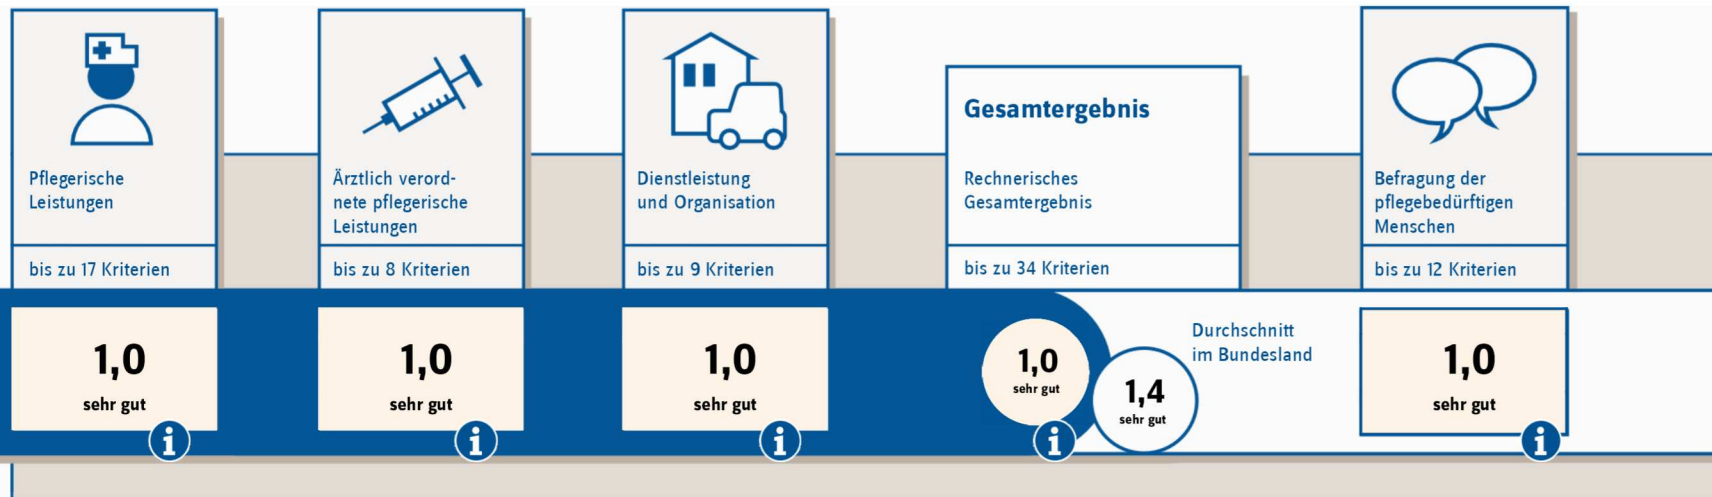 Pflegerische
Leistungen
bis zu 17 Kriterien
1,0
sehr gut
i
Ärztlich verord-
nete pflegerische
Leistungen
bis zu 8 Kriterien
1,0
sehr gut
i
Dienstleistung
und Organisation
bis zu 9 Kriterien
1,0
sehr gut
i
Gesamtergebnis
Rechnerisches
Gesamtergebnis
bis zu 34 Kriterien
1,0
sehr gut
i
1,4
sehr gut
Durchschnitt
im Bundesland
Befragung der
pflegebedürftigen
Menschen
bis zu 12 Kriterien
1,0
sehr gut
i